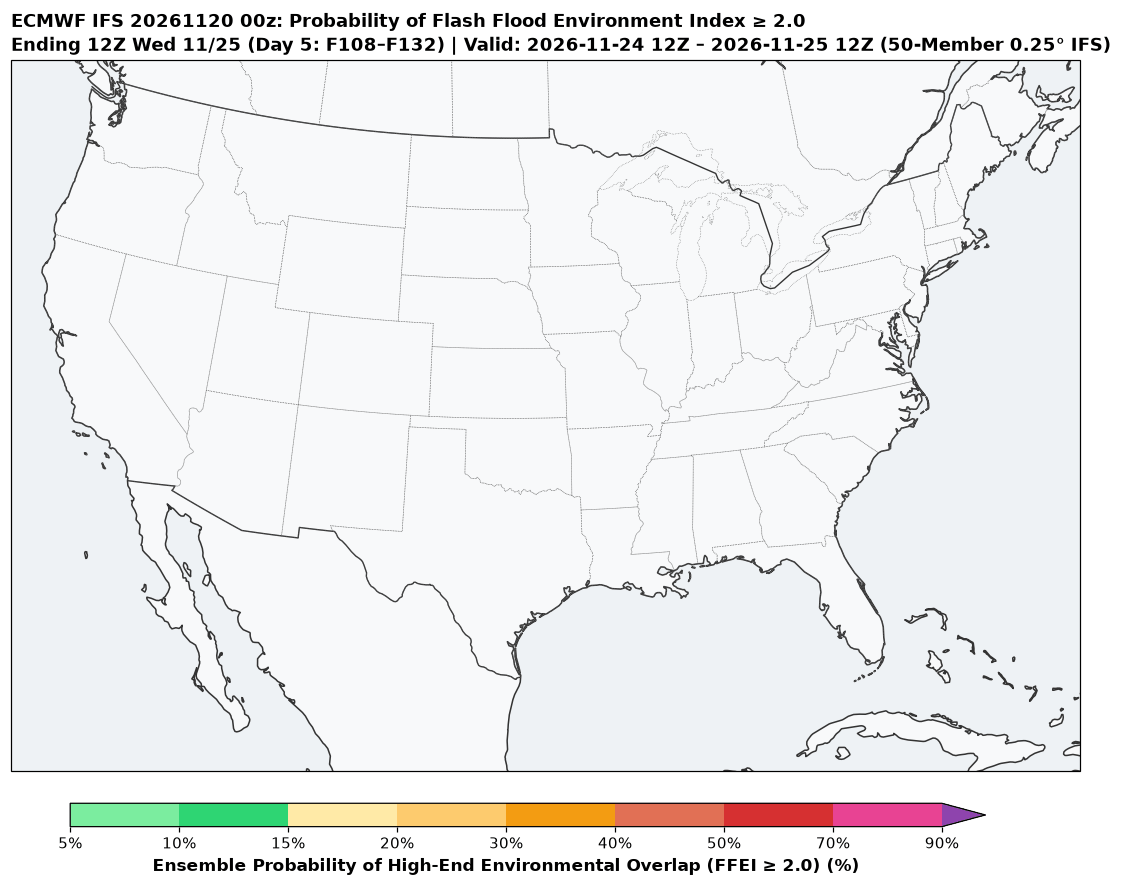 ECMWF IFS 20261120 00z: Probability of Flash Flood Environment Index ≥ 2.0
Ending 12Z Wed 11/25 (Day 5: F108–F132) | Valid: 2026-11-24 12Z – 2026-11-25 12Z (50-Member 0.25° IFS)
5% 10% 15% 20% 30% 40% 50% 70% 90%
Ensemble Probability of High-End Environmental Overlap (FFEI ≥ 2.0) (%)